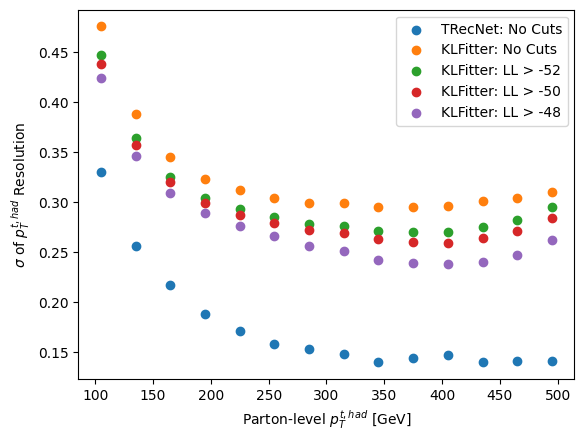 TRecNet: No Cuts
KLFitter: No Cuts
KLFitter: LL > -52
KLFitter: LL > -50
KLFitter: LL > -48
0.45
0.40
0.35
0.30
0.25
0.20
0.15
σ of p_T^{t,had} Resolution
100 150 200 250 300 350 400 450 500
Parton-level p_T^{t,had} [GeV]